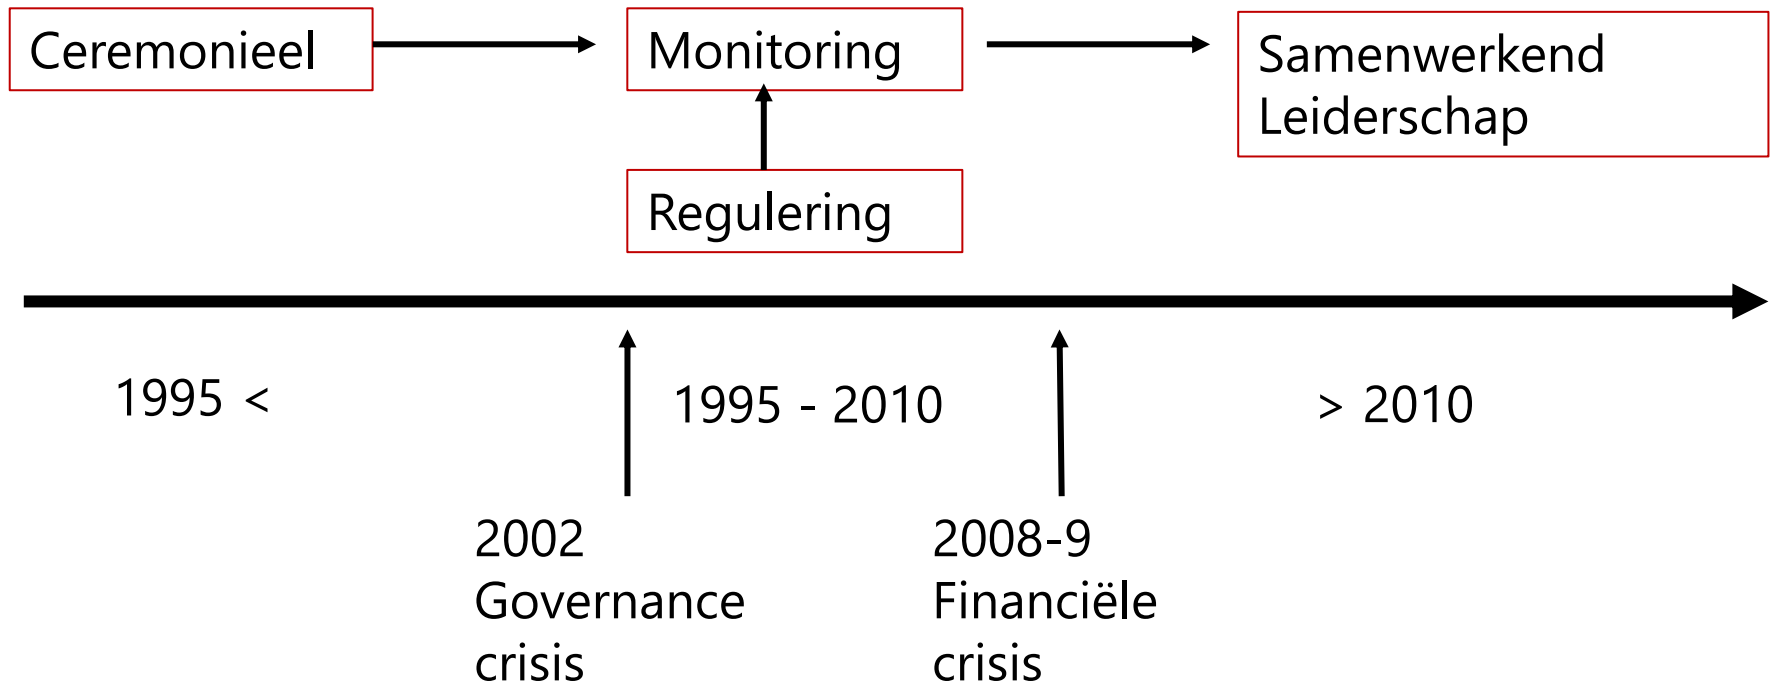 Ceremonieel
Monitoring
Samenwerkend
Leiderschap
Regulering
1995 <
1995 - 2010
> 2010
2002
Governance
crisis
2008-9
Financiële
crisis